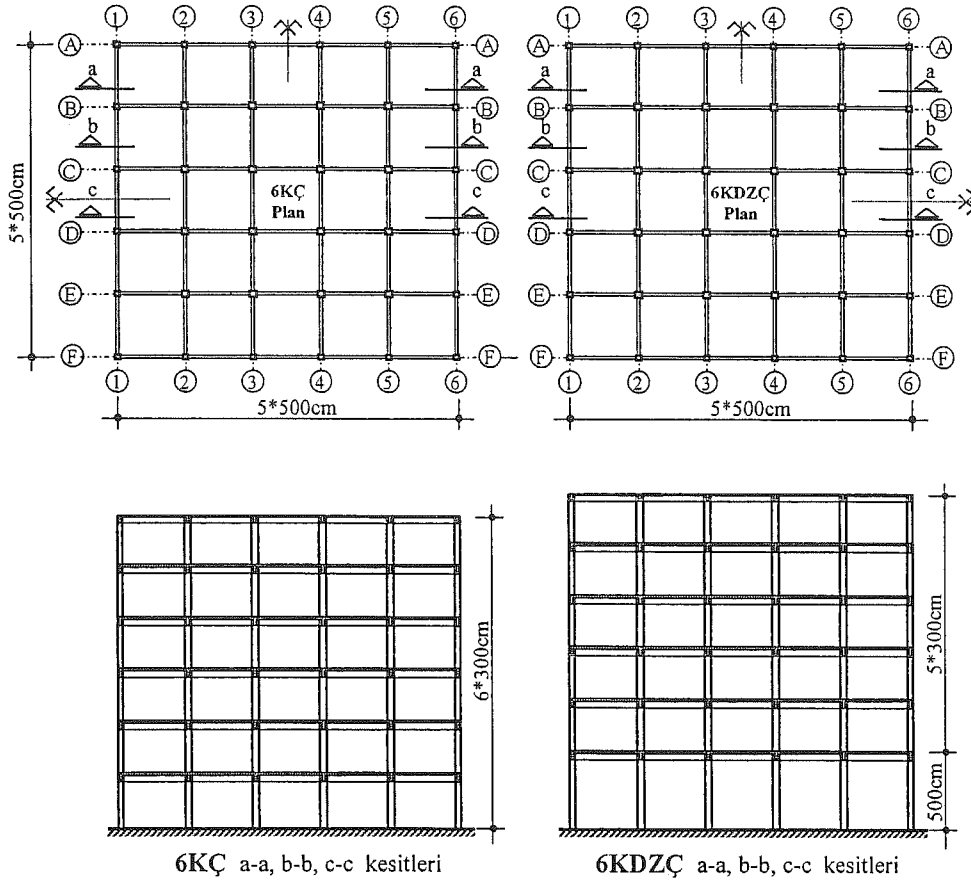 1 2 3 4 5 6
A A
a a
B B
b b
C C
6KÇ
Plan
c c
D D
E E
F F
1 2 3 4 5 6
5*500cm
5*500cm
1 2 3 4 5 6
A A
a a
B B
b b
C C
6KDZÇ
Plan
c c
D D
E E
F F
1 2 3 4 5 6
5*500cm
6*300cm
6KÇ a-a, b-b, c-c kesitleri
5*300cm
500cm
6KDZÇ a-a, b-b, c-c kesitleri